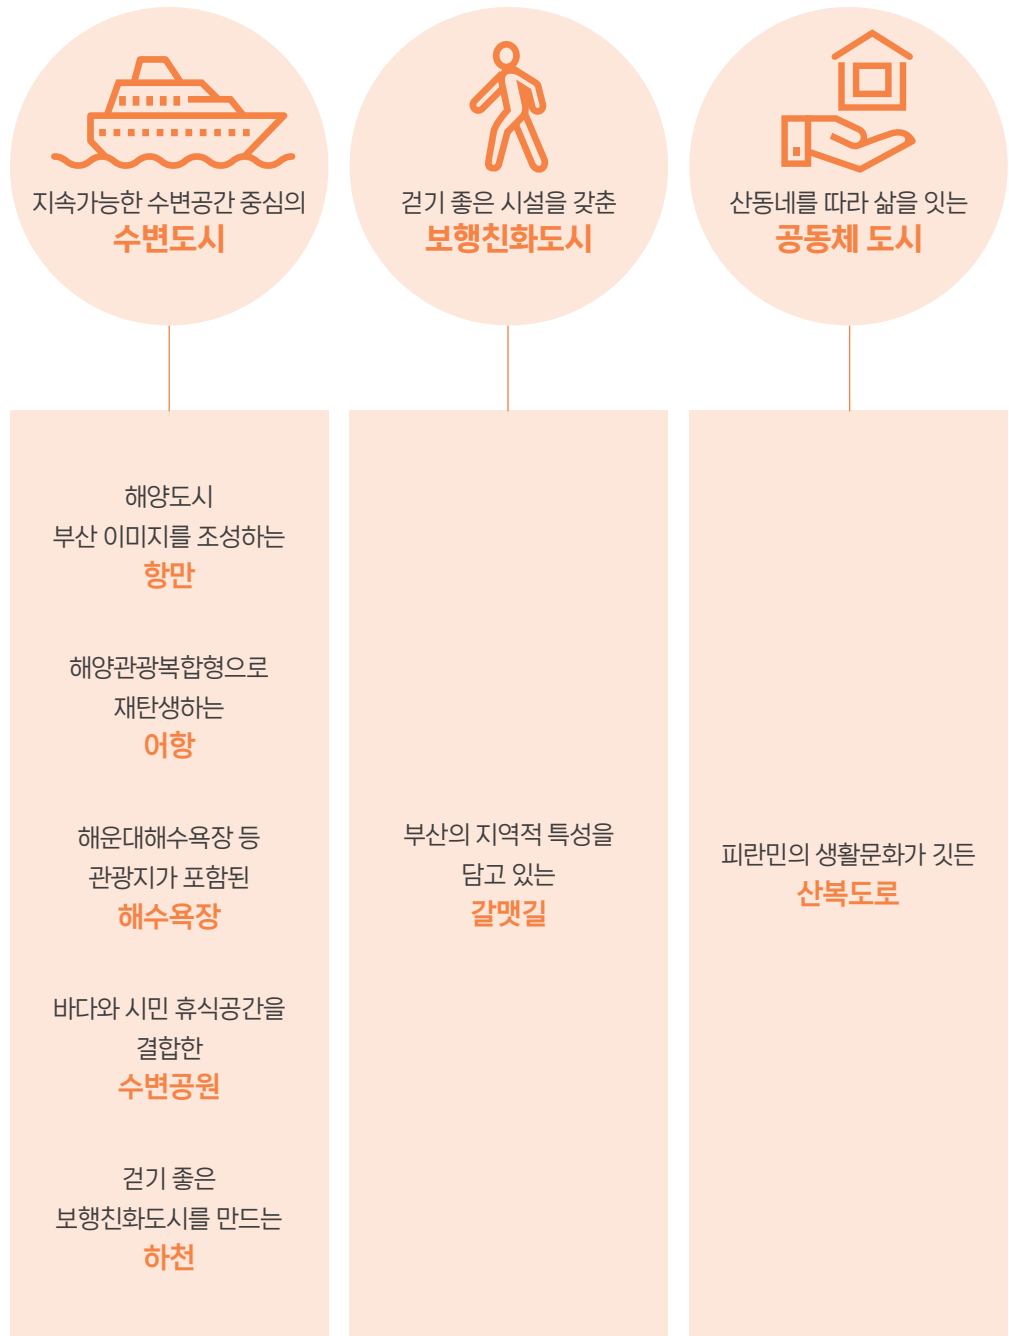 지속가능한 수변공간 중심의
수변도시
걷기 좋은 시설을 갖춘
보행친화도시
산동네를 따라 삶을 잇는
공동체 도시
해양도시
부산 이미지를 조성하는
항만
해양관광복합형으로
재탄생하는
어항
해운대해수욕장 등
관광지가 포함된
해수욕장
바다와 시민 휴식공간을
결합한
수변공원
걷기 좋은
보행친화도시를 만드는
하천
부산의 지역적 특성을
담고 있는
갈맷길
피란민의 생활문화가 깃든
산복도로